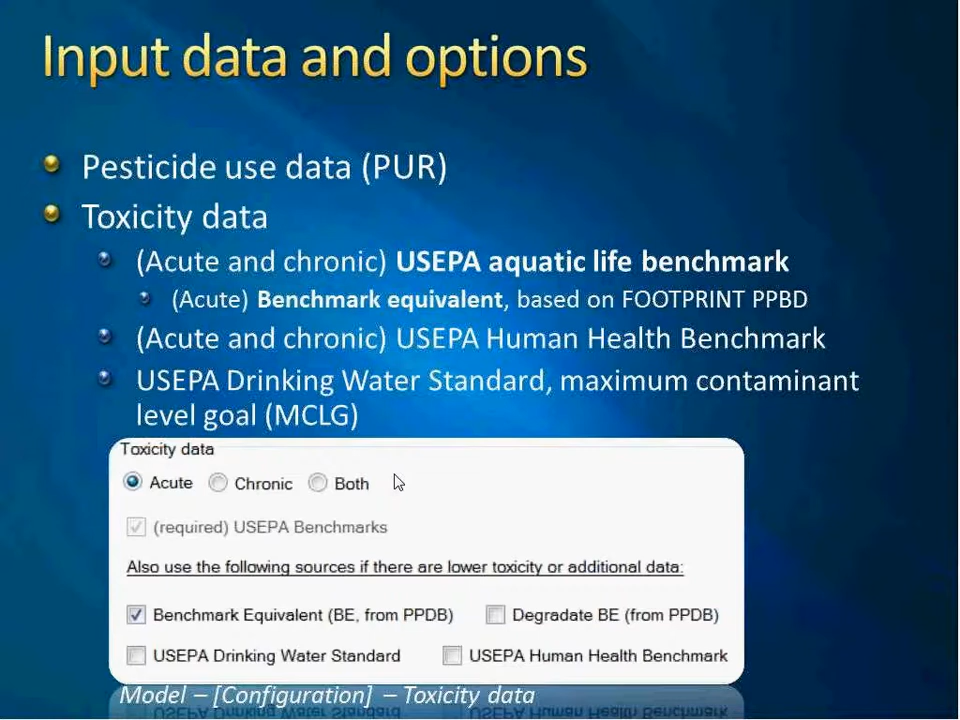 Input data and options
Pesticide use data (PUR)
Toxicity data
(Acute and chronic) USEPA aquatic life benchmark
(Acute) Benchmark equivalent, based on FOOTPRINT PPBD
(Acute and chronic) USEPA Human Health Benchmark
USEPA Drinking Water Standard, maximum contaminant
level goal (MCLG)
Toxicity data
Acute Chronic Both
(required) USEPA Benchmarks
Also use the following sources if there are lower toxicity or additional data:
Benchmark Equivalent (BE, from PPDB) Degradate BE (from PPDB)
USEPA Drinking Water Standard USEPA Human Health Benchmark
Model – [Configuration] – Toxicity data